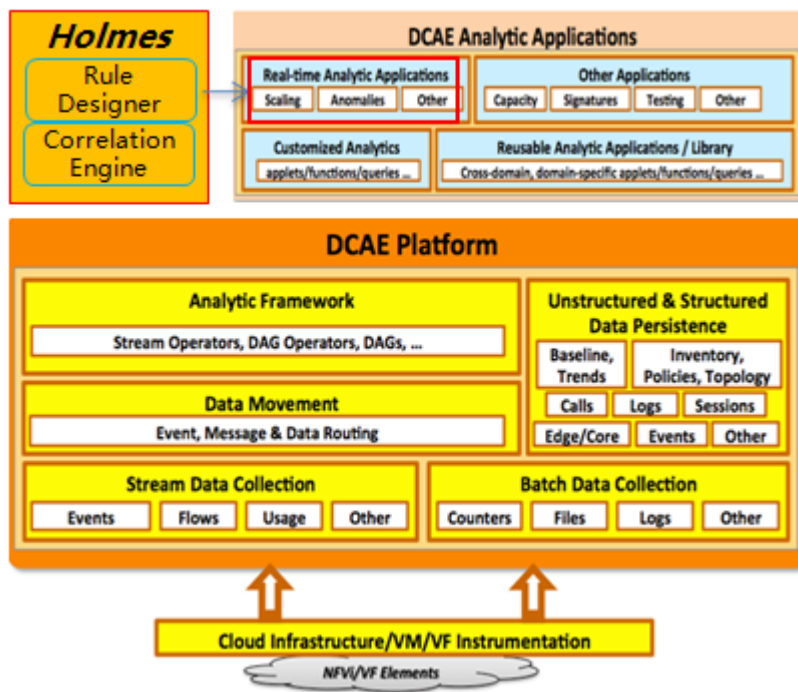 Holmes
Rule
Designer
Correlation
Engine
DCAE Analytic Applications
Real-time Analytic Applications
Scaling
Anomalies
Other
Other Applications
Capacity
Signatures
Testing
Other
Customized Analytics
applets/functions/queries ...
Reusable Analytic Applications / Library
Cross-domain, domain-specific applets/functions/queries ...
DCAE Platform
Analytic Framework
Stream Operators, DAG Operators, DAGs, ...
Unstructured & Structured
Data Persistence
Baseline,
Trends
Inventory,
Policies, Topology
Calls
Logs
Sessions
Edge/Core
Events
Other
Data Movement
Event, Message & Data Routing
Stream Data Collection
Events
Flows
Usage
Other
Batch Data Collection
Counters
Files
Logs
Other
Cloud Infrastructure/VM/VF Instrumentation
NFVi/VF Elements